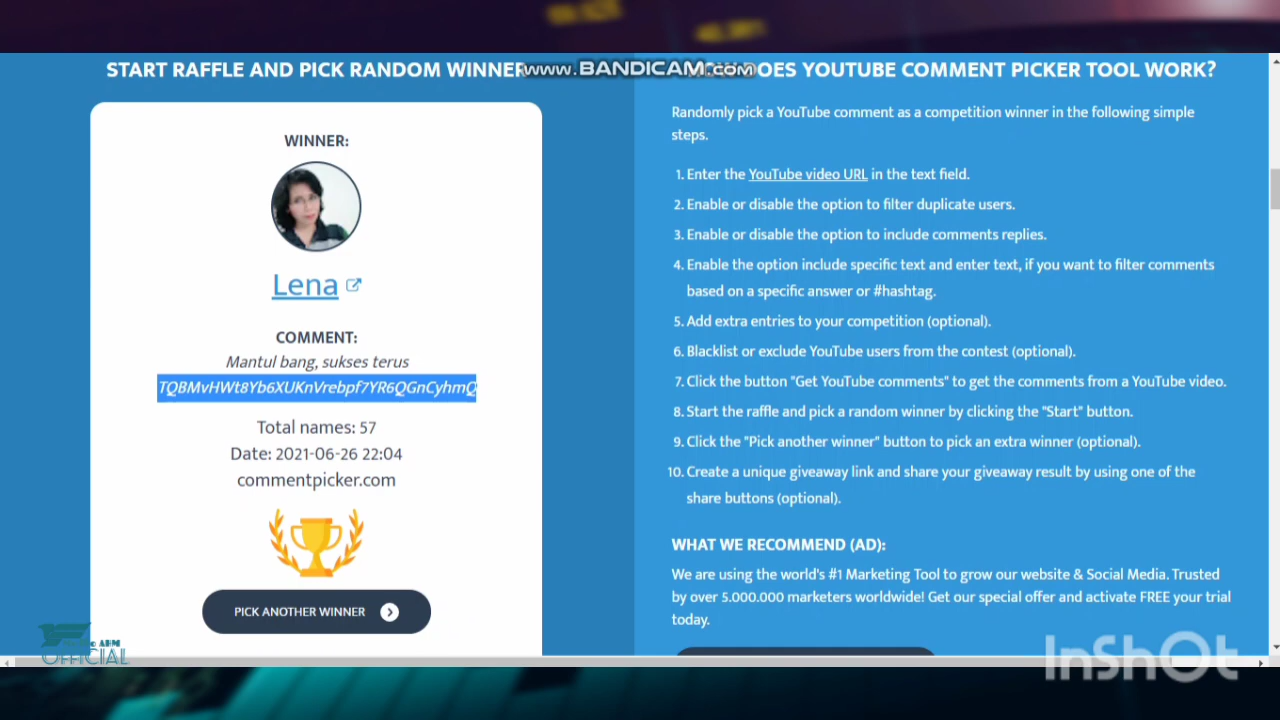 START RAFFLE AND PICK RANDOM WINNER
www.BANDICAM.com
OES YOUTUBE COMMENT PICKER TOOL WORK?
WINNER:
Lena
COMMENT:
Mantul bang, sukses terus
TQBMvHWt8Yb6XUKnVrebpf7YR6QGnCyhmQ
Total names: 57
Date: 2021-06-26 22:04
commentpicker.com
PICK ANOTHER WINNER
Randomly pick a YouTube comment as a competition winner in the following simple
steps.
1. Enter the YouTube video URL in the text field.
2. Enable or disable the option to filter duplicate users.
3. Enable or disable the option to include comments replies.
4. Enable the option include specific text and enter text, if you want to filter comments
based on a specific answer or #hashtag.
5. Add extra entries to your competition (optional).
6. Blacklist or exclude YouTube users from the contest (optional).
7. Click the button "Get YouTube comments" to get the comments from a YouTube video.
8. Start the raffle and pick a random winner by clicking the "Start" button.
9. Click the "Pick another winner" button to pick an extra winner (optional).
10. Create a unique giveaway link and share your giveaway result by using one of the
share buttons (optional).
WHAT WE RECOMMEND (AD):
We are using the world's #1 Marketing Tool to grow our website & Social Media. Trusted
by over 5.000.000 marketers worldwide! Get our special offer and activate FREE your trial
today.
OFFICIAL
InShOt